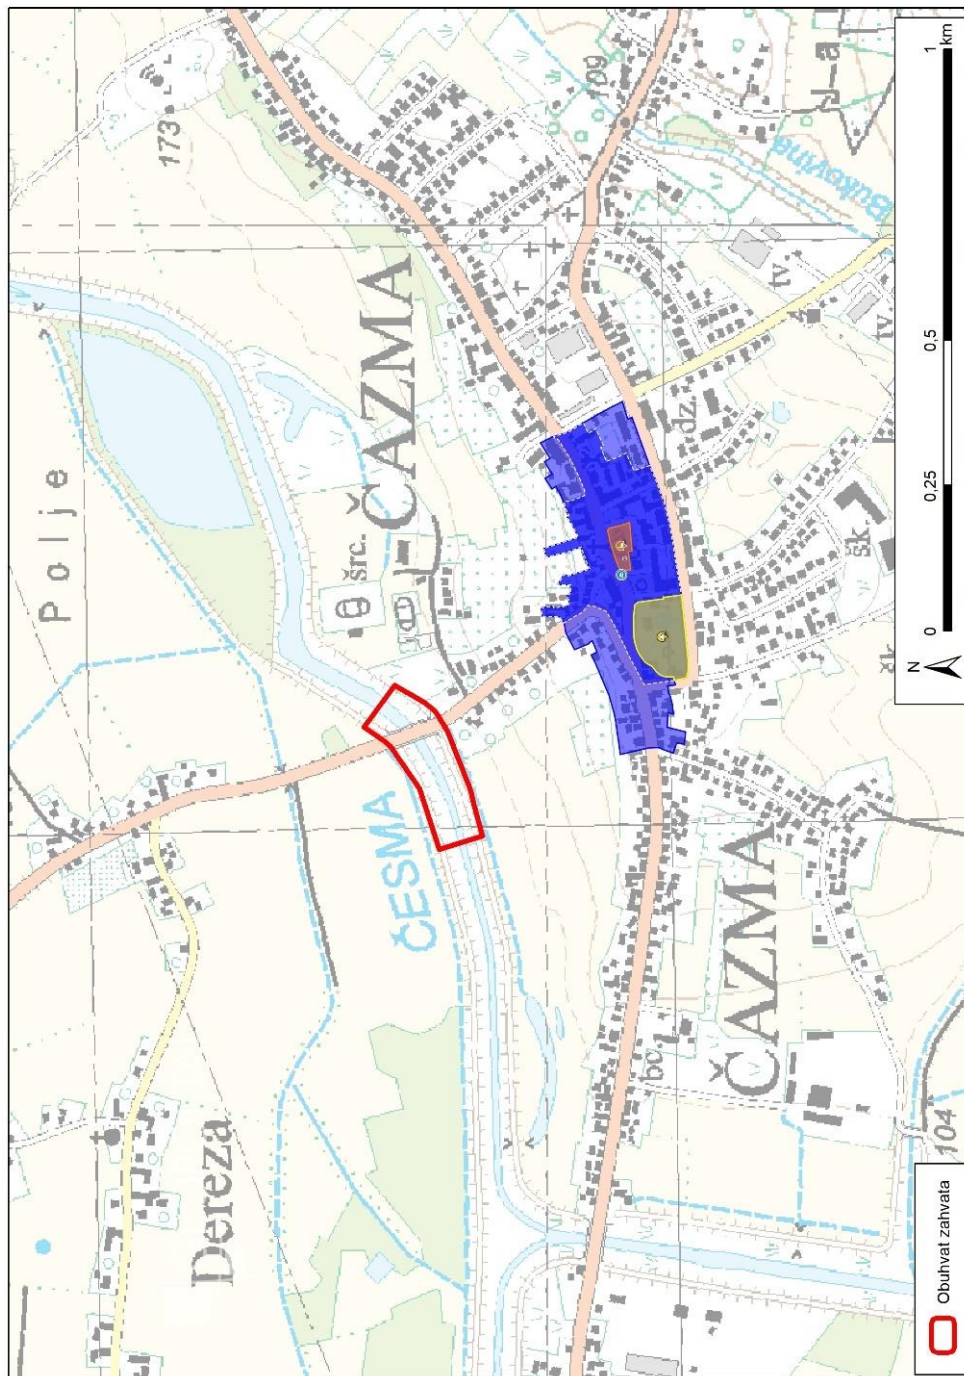 Polje
173
Dereza
ČESMA
šrc.
ČAZMA
bc.
ČAZMA
dz.
tv.
Bukovina
šk.
104
Obuhvat zahvata
N
0
0,25
0,5
1
km